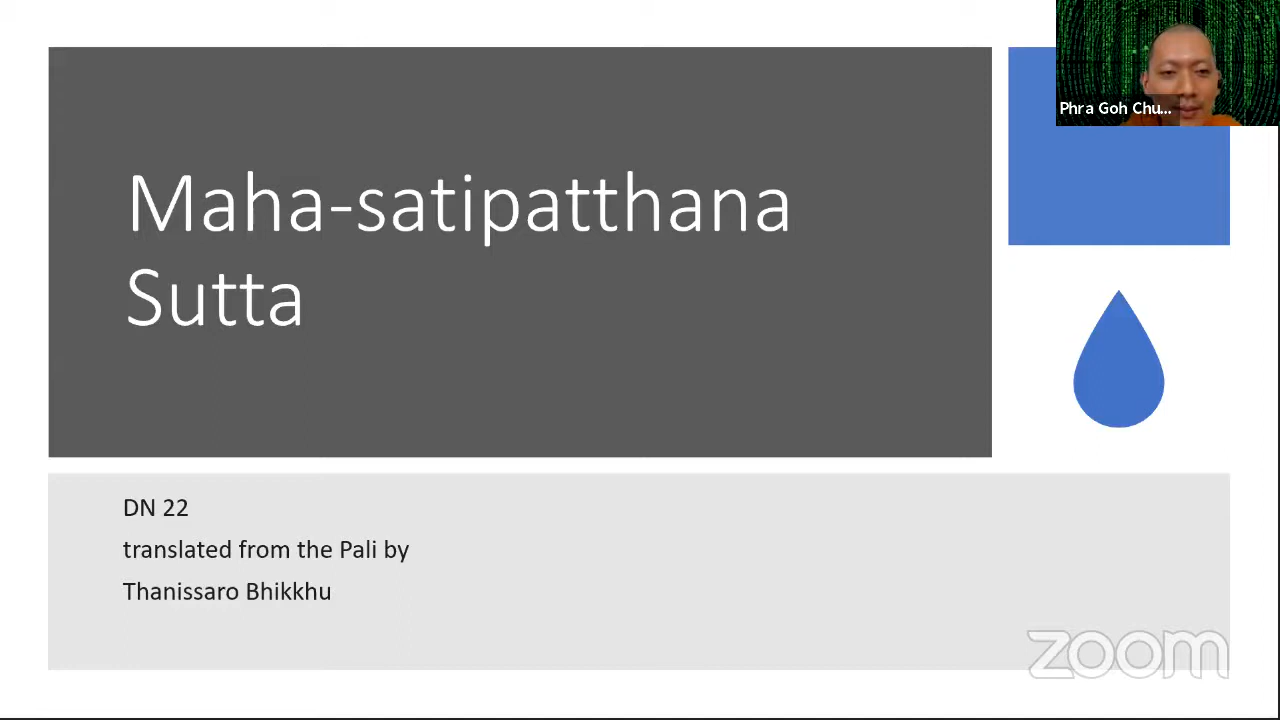 Phra Goh Chu...
Maha-satipatthana
Sutta
DN 22
translated from the Pali by
Thanissaro Bhikkhu
zoom